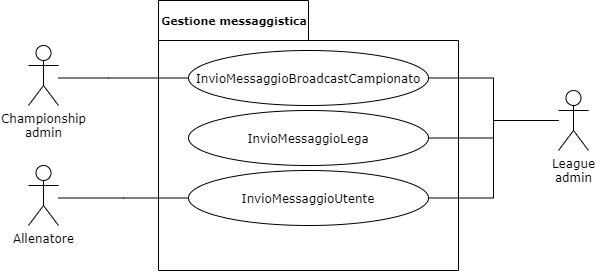 Gestione messaggistica
InvioMessaggioBroadcastCampionato
Championship
admin
InvioMessaggioLega
League
admin
InvioMessaggioUtente
Allenatore